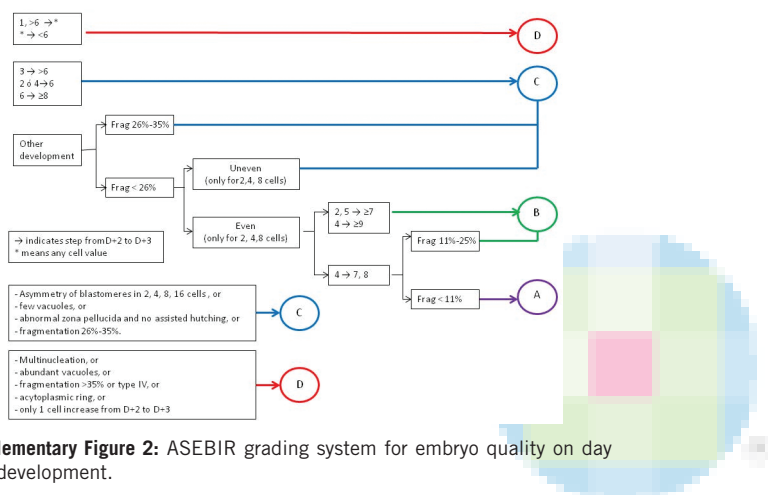 1, >6 →*
* → <6
D
3 → >6
2 ó 4→6
6 → ≥8
C
Other
development
Frag 26%-35%
Frag < 26%
Uneven
(only for2,4, 8 cells)
Even
(only for 2, 4,8 cells)
2, 5 → ≥7
4 → ≥9
B
4 → 7, 8
Frag 11%-25%
Frag < 11%
A
→ indicates step fromD+2 to D+3
* means any cell value
- Asymmetry of blastomeres in 2, 4, 8, 16 cells , or
- few vacuoles, or
- abnormal zona pellucida and no assisted hutching, or
- fragmentation 26%-35%.
C
- Multinucleation, or
- abundant vacuoles, or
- fragmentation >35% or type IV, or
- acytoplasmic ring, or
- only 1 cell increase from D+2 to D+3
D
lementary Figure 2: ASEBIR grading system for embryo quality on day
development.